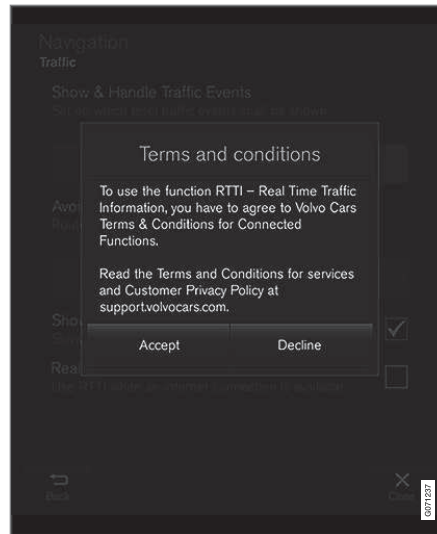 Navigation
Traffic
Show & Handle Traffic Events
Terms and conditions
To use the function RTTI – Real Time Traffic
Information, you have to agree to Volvo Cars
Terms & Conditions for Connected
Functions.
Read the Terms and Conditions for services
and Customer Privacy Policy at
support.volvocars.com.
Accept
Decline
Back
Close
G071237